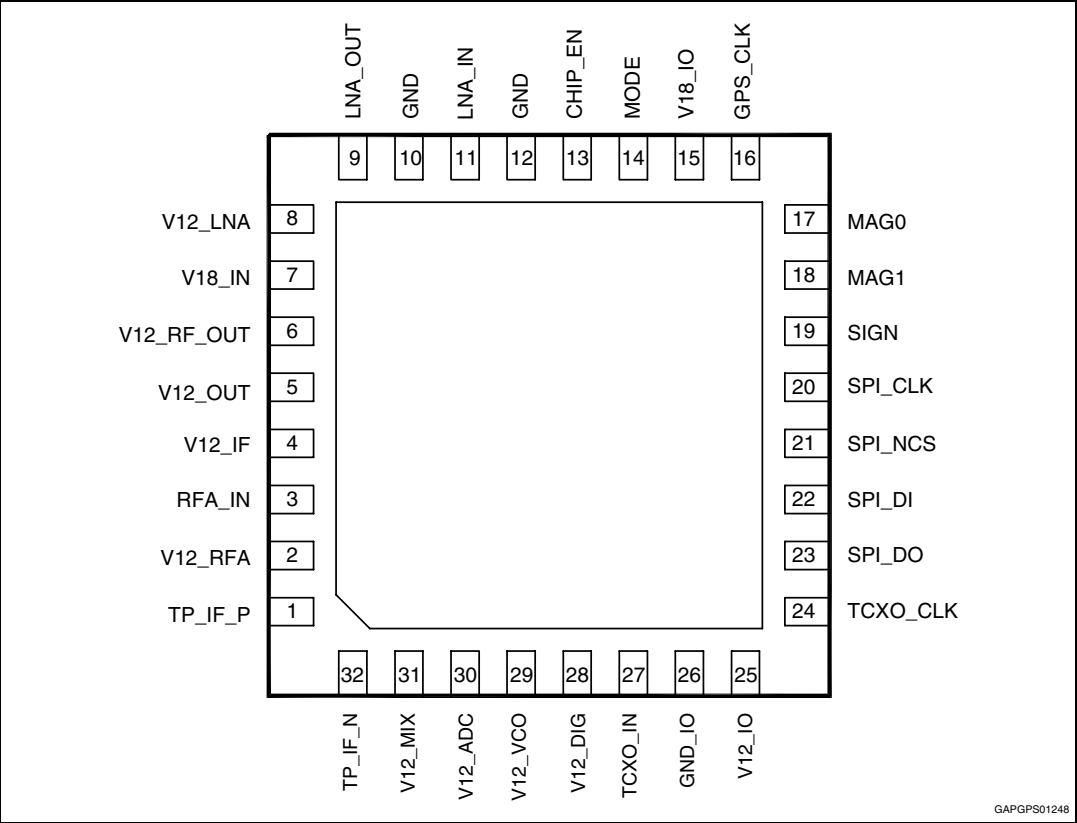 LNA_OUT
GND
LNA_IN
GND
CHIP_EN
MODE
V18_IO
GPS_CLK
9 10 11 12 13 14 15 16
V12_LNA 8 17 MAG0
V18_IN 7 18 MAG1
V12_RF_OUT 6 19 SIGN
V12_OUT 5 20 SPI_CLK
V12_IF 4 21 SPI_NCS
RFA_IN 3 22 SPI_DI
V12_RFA 2 23 SPI_DO
TP_IF_P 1 24 TCXO_CLK
32 31 30 29 28 27 26 25
TP_IF_N
V12_MIX
V12_ADC
V12_VCO
V12_DIG
TCXO_IN
GND_IO
V12_IO
GAPGPS01248